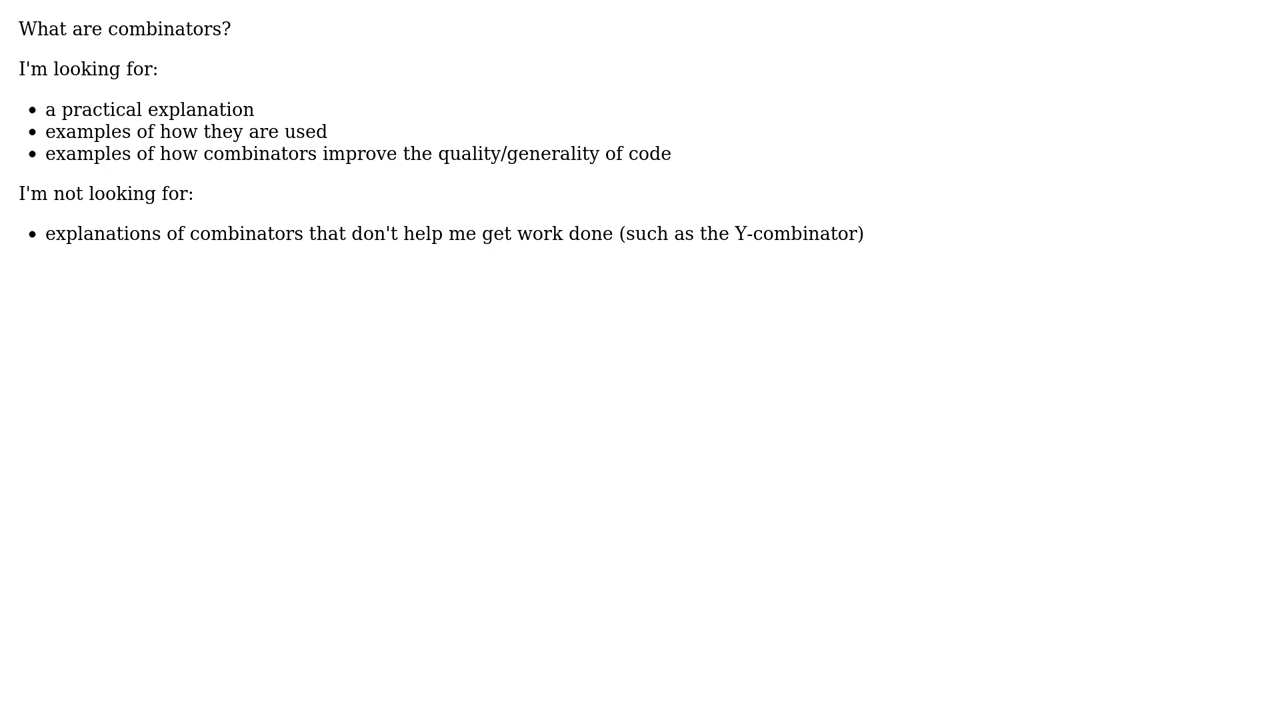 What are combinators?
I'm looking for:
• a practical explanation
• examples of how they are used
• examples of how combinators improve the quality/generality of code
I'm not looking for:
• explanations of combinators that don't help me get work done (such as the Y-combinator)